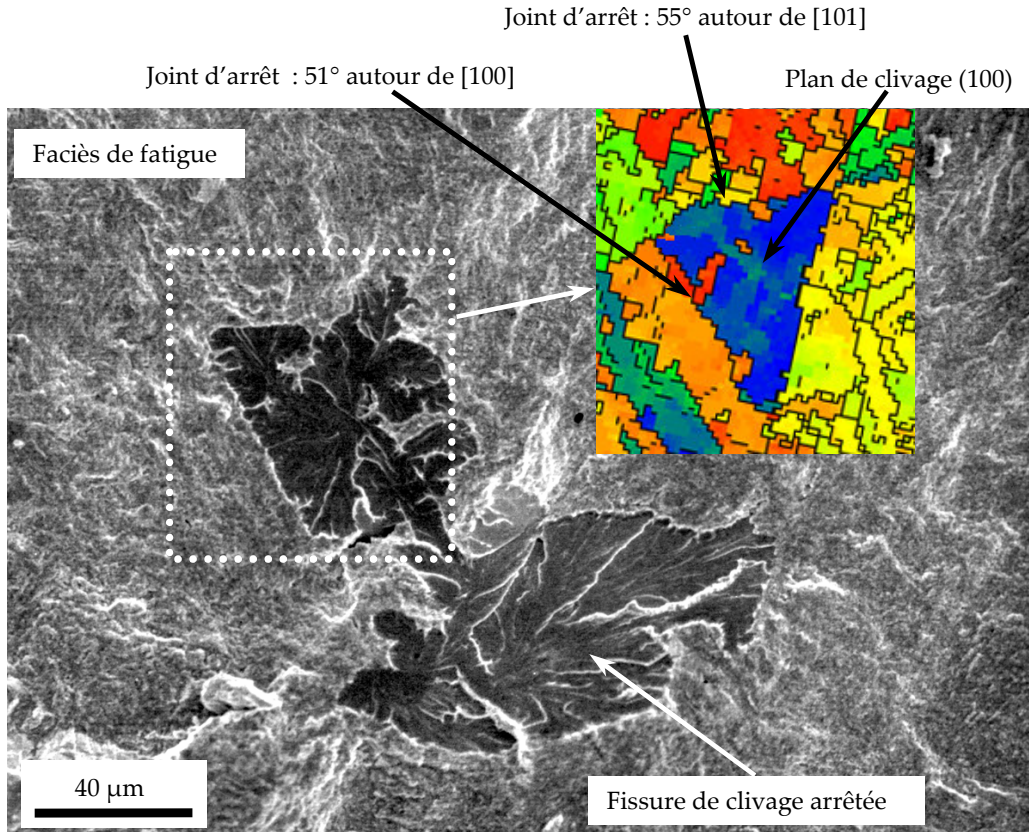 Joint d’arrêt : 55° autour de [101]
Joint d’arrêt  : 51° autour de [100]
Plan de clivage (100)
Faciès de fatigue
40 µm
Fissure de clivage arrêtée